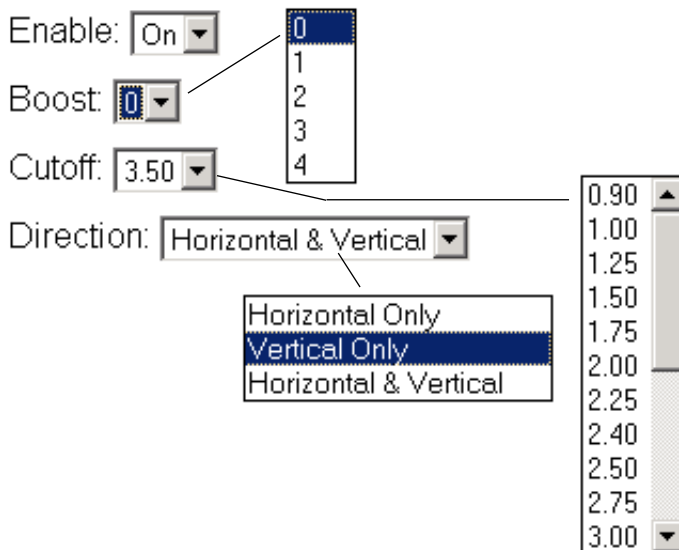 Enable: On
Boost: 0
Cutoff: 3.50
Direction: Horizontal & Vertical
0
1
2
3
4
Horizontal Only
Vertical Only
Horizontal & Vertical
0.90
1.00
1.25
1.50
1.75
2.00
2.25
2.40
2.50
2.75
3.00